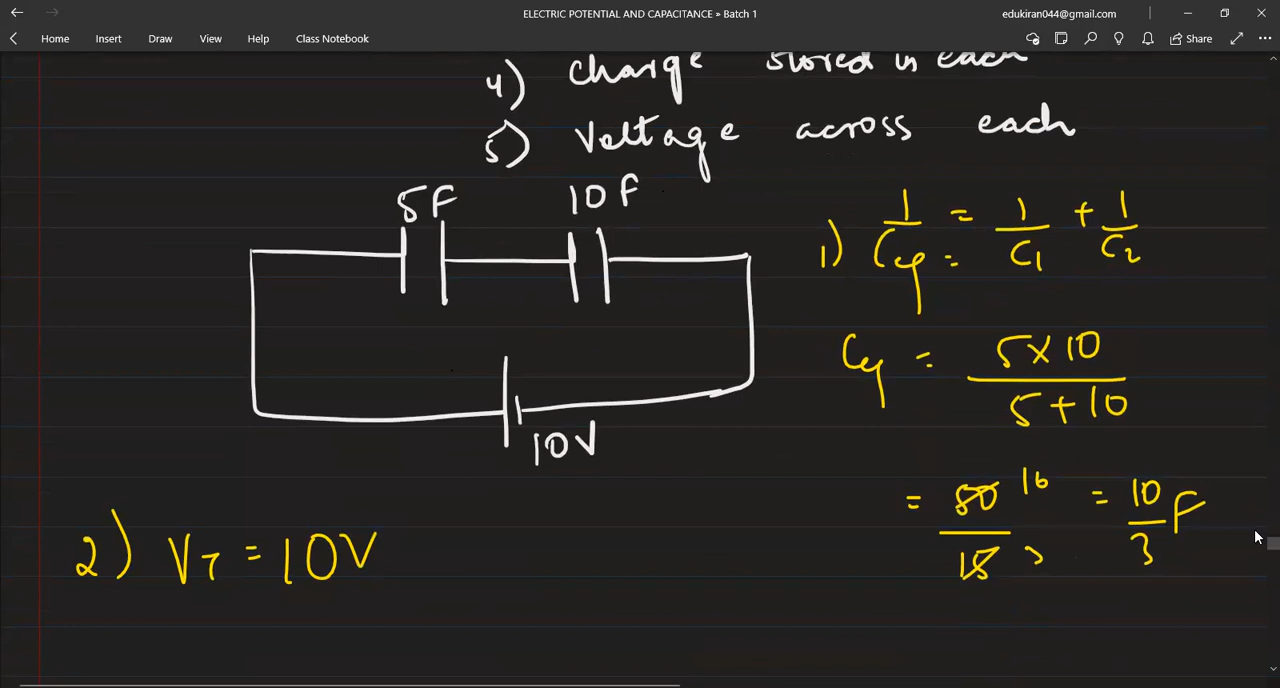 ELECTRIC POTENTIAL AND CAPACITANCE » Batch 1
edukiran044@gmail.com
Home Insert Draw View Help Class Notebook
Share
4) Charge stored in each
5) Voltage across each
5F 10F
10V
1) 1/Ceq = 1/C1 + 1/C2
Ceq = 5×10 / 5+10
= 50/15 10 3 = 10/3 F
2) VT = 10V